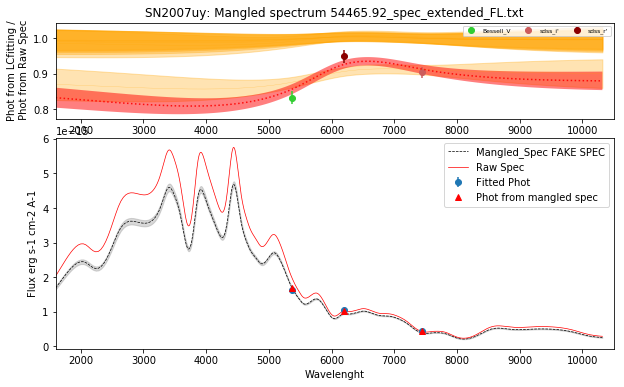 SN2007uy: Mangled spectrum 54465.92_spec_extended_FL.txt
Phot from LCfitting /
Phot from Raw Spec
1.0
0.9
0.8
Bessell_V
sdss_i'
sdss_r'
2000 3000 4000 5000 6000 7000 8000 9000 10000
6
5
4
3
2
1
0
Flux erg s-1 cm-2 A-1
Mangled_Spec FAKE SPEC
Raw Spec
Fitted Phot
Phot from mangled spec
2000 3000 4000 5000 6000 7000 8000 9000 10000
Wavelenght